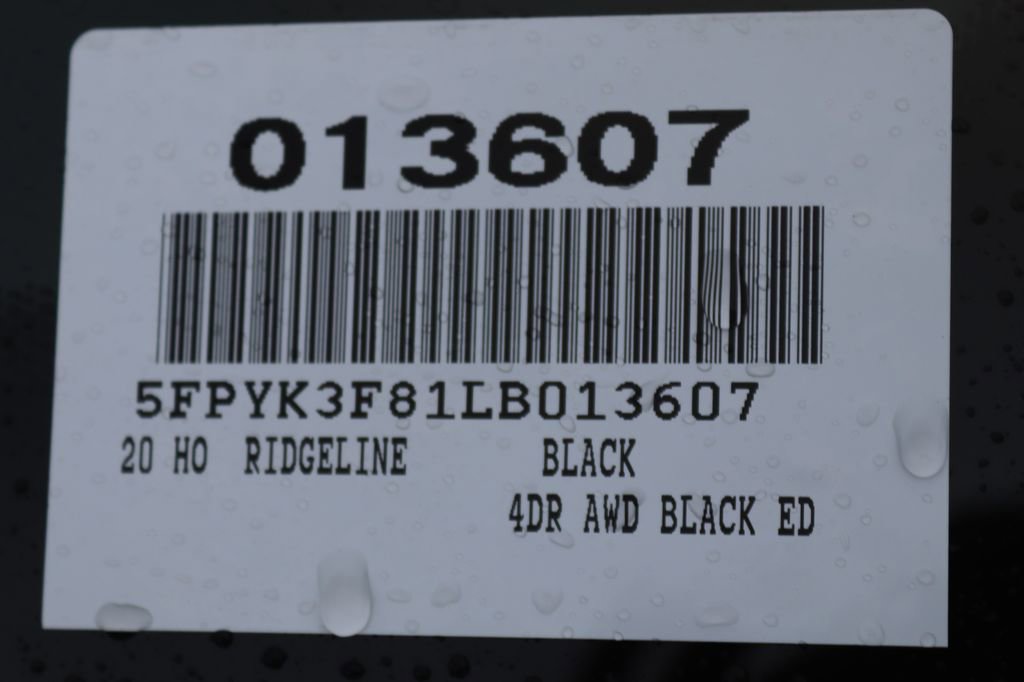 013607
5FPYK3F81LB013607
20 HO RIDGELINE BLACK
4DR AWD BLACK ED